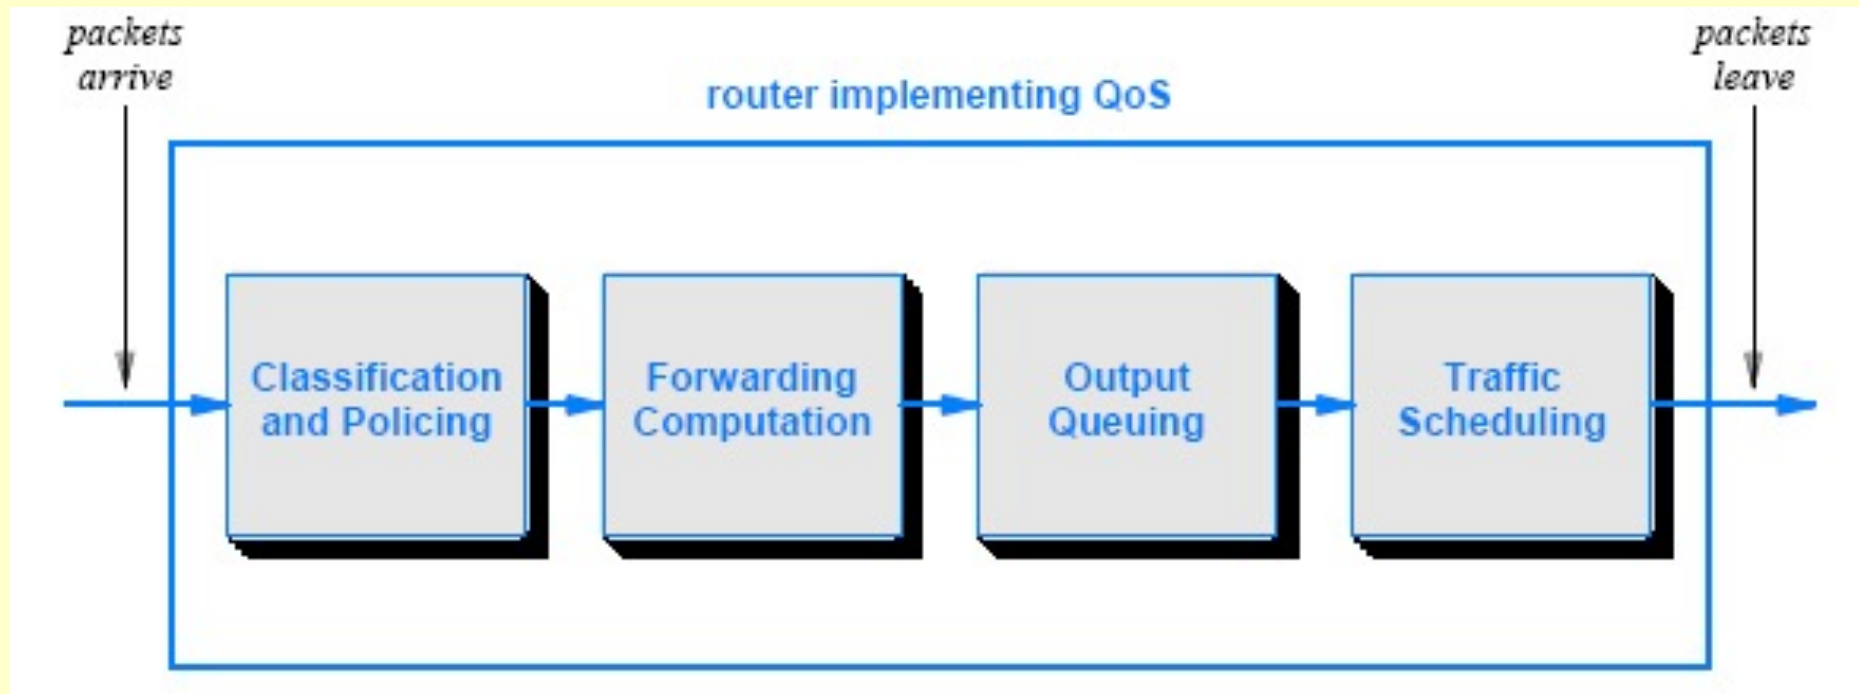 packets
arrive
packets
leave
router implementing QoS
Classification
and Policing
Forwarding
Computation
Output
Queuing
Traffic
Scheduling